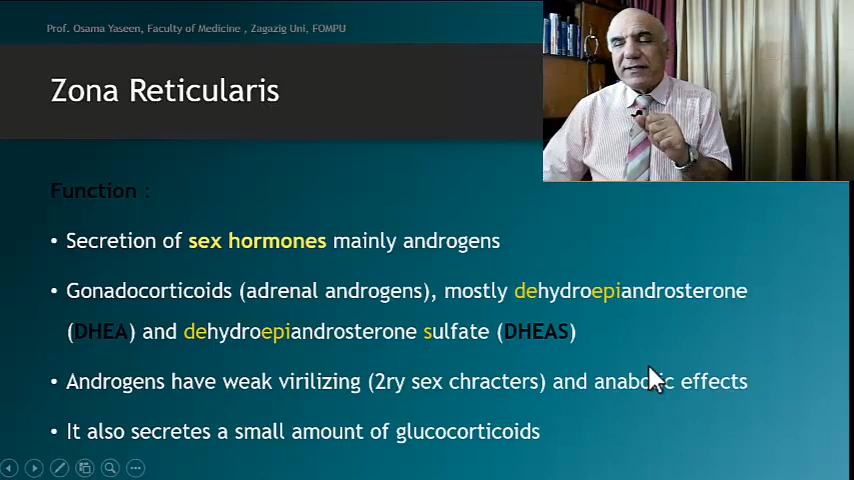 Prof. Osama Yaseen, Faculty of Medicine , Zagazig Uni, FOMPU
Zona Reticularis
Function :
• Secretion of sex hormones mainly androgens
• Gonadocorticoids (adrenal androgens), mostly dehydroepiandrosterone
(DHEA) and dehydroepiandrosterone sulfate (DHEAS)
• Androgens have weak virilizing (2ry sex chracters) and anabolic effects
• It also secretes a small amount of glucocorticoids